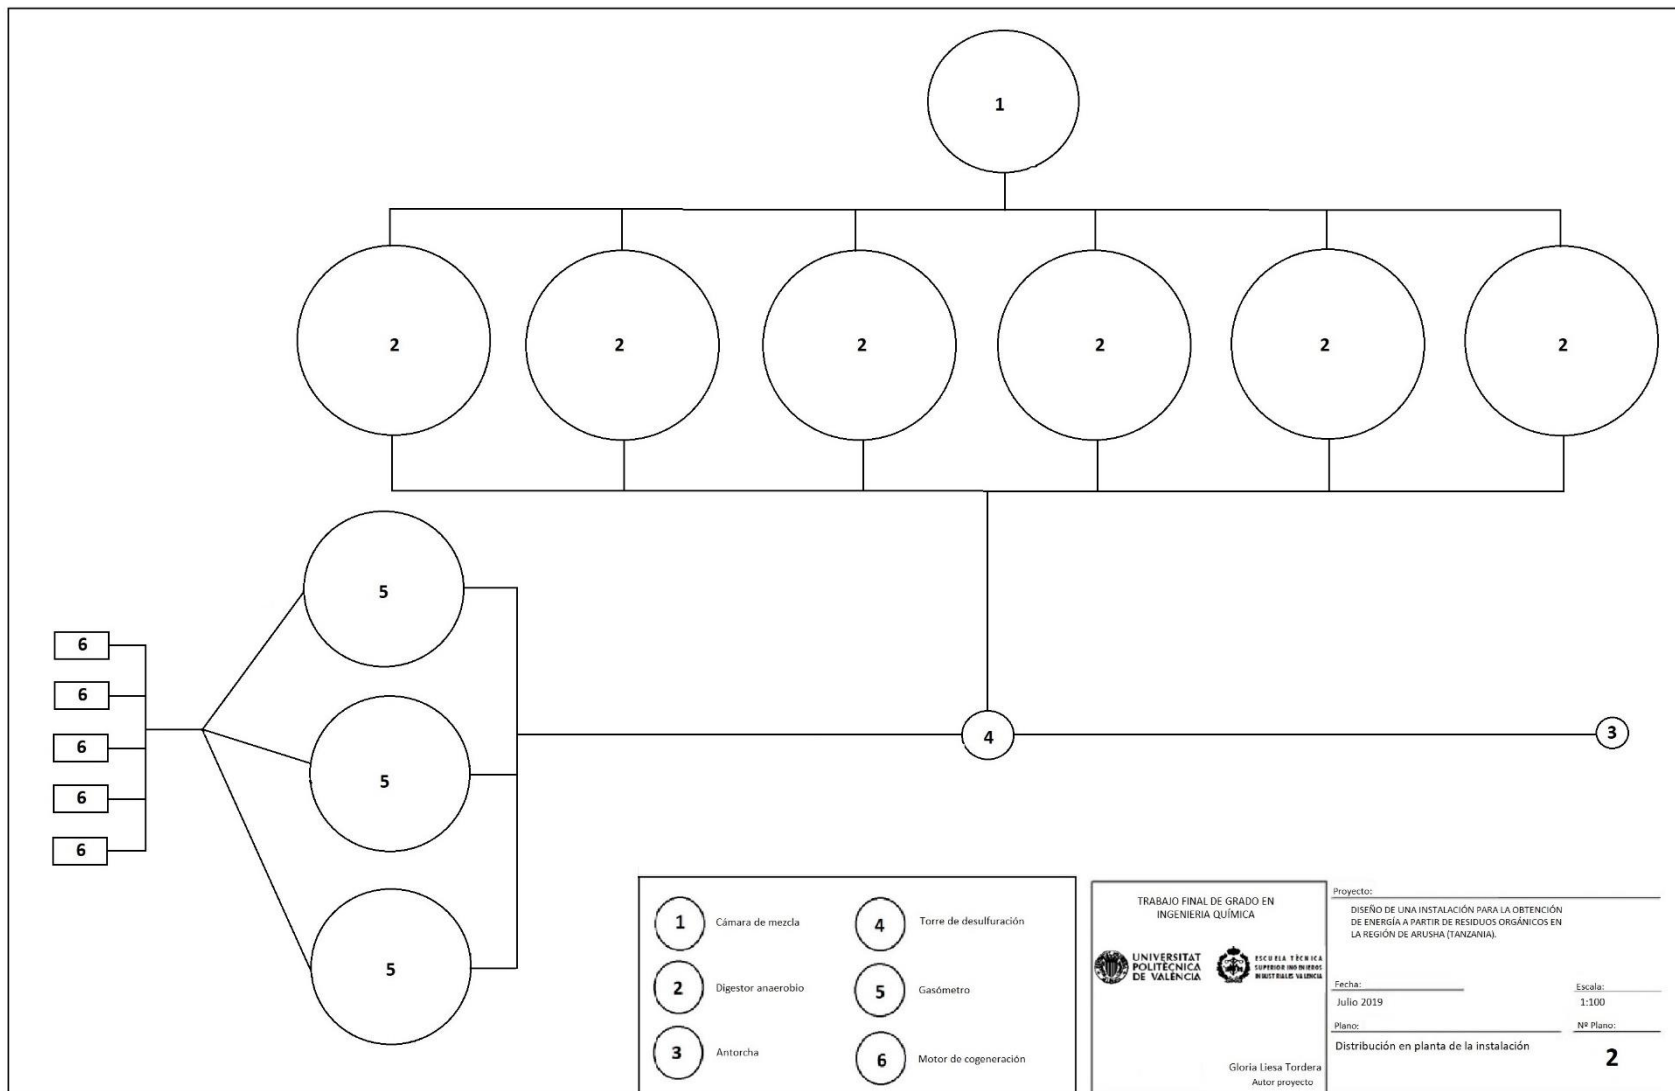 1
2
2
2
2
2
2
5
6
6
5
4
3
6
6
6
5
1 Cámara de mezcla
2 Digestor anaerobio
3 Antorcha
4 Torre de desulfuración
5 Gasómetro
6 Motor de cogeneración
TRABAJO FINAL DE GRADO EN
INGENIERIA QUÍMICA
UNIVERSITAT
POLITÈCNICA
DE VALÈNCIA
ESCUELA TÉCNICA
SUPERIOR INGENIEROS
INDUSTRIALES VALENCIA
Gloria Liesa Tordera
Autor proyecto
Proyecto:
DISEÑO DE UNA INSTALACIÓN PARA LA OBTENCIÓN
DE ENERGÍA A PARTIR DE RESIDUOS ORGÁNICOS EN
LA REGIÓN DE ARUSHA (TANZANIA).
Fecha:
Julio 2019
Escala:
1:100
Plano:
Distribución en planta de la instalación
Nº Plano:
2